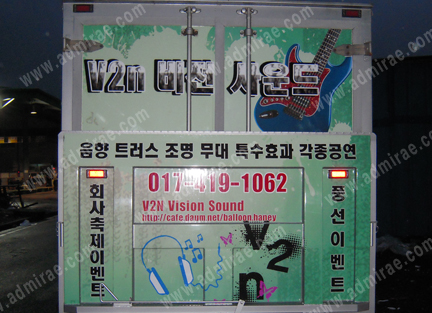 V2n 비젼 사운드
음향 트러스 조명 무대 특수효과 각종공연
회사축제이벤트
017-419-1062
V2N Vision Sound
http://cafe.daum.net/balloon.haney
v2n
풍선이벤트
www.admirae.com